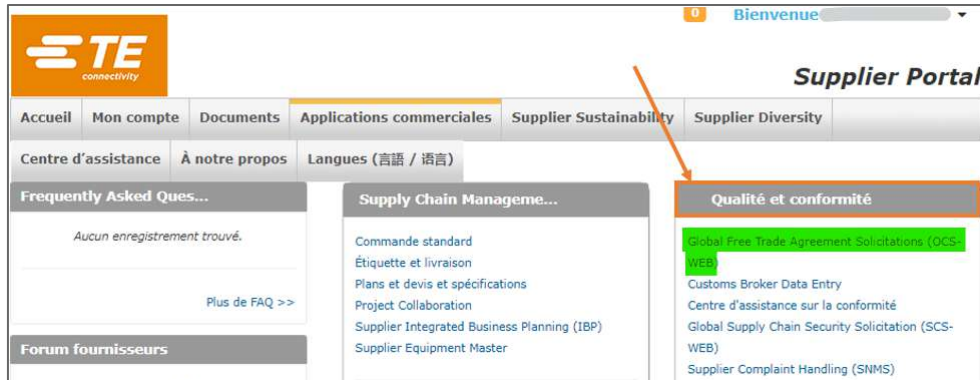 0 Bienvenue
TE
connectivity
Supplier Portal
Accueil Mon compte Documents Applications commerciales Supplier Sustainability Supplier Diversity
Centre d'assistance À notre propos Langues (言語 / 语言)
Frequently Asked Ques...
Aucun enregistrement trouvé.
Plus de FAQ >>
Forum fournisseurs
Supply Chain Manageme...
Commande standard
Étiquette et livraison
Plans et devis et spécifications
Project Collaboration
Supplier Integrated Business Planning (IBP)
Supplier Equipment Master
Qualité et conformité
Global Free Trade Agreement Solicitations (OCS-
WEB)
Customs Broker Data Entry
Centre d'assistance sur la conformité
Global Supply Chain Security Solicitation (SCS-
WEB)
Supplier Complaint Handling (SNMS)